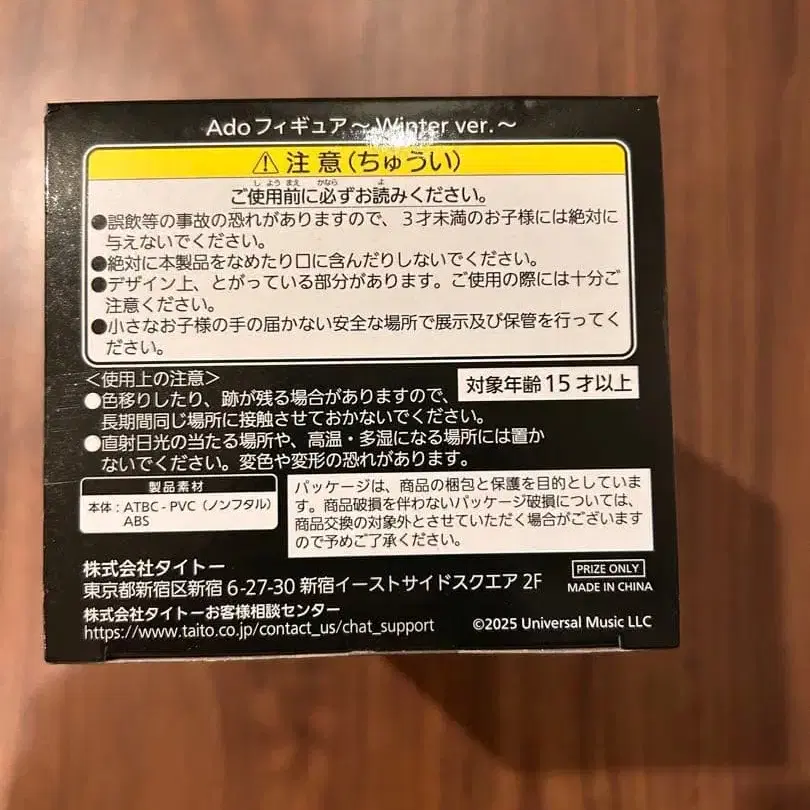 Adoフィギュア～Winter ver.～
⚠注意(ちゅうい)
ご使用前に必ずお読みください。
しようまえ かなら よ
●誤飲等の事故の恐れがありますので、３才未満のお子様には絶対に
与えないでください。
●絶対に本製品をなめたり口に含んだりしないでください。
●デザイン上、とがっている部分があります。ご使用の際には十分ご
注意ください。
●小さなお子様の手の届かない安全な場所で展示及び保管を行ってく
ださい。
＜使用上の注意＞
対象年齢15才以上
●色移りしたり、跡が残る場合がありますので、
長期間同じ場所に接触させておかないでください。
●直射日光の当たる場所や、高温・多湿になる場所には置か
ないでください。変色や変形の恐れがあります。
製品素材
本体：ATBC-PVC（ノンフタル）
ABS
パッケージは、商品の梱包と保護を目的としていま
す。商品破損を伴わないパッケージ破損については、
商品交換の対象外とさせていただく場合がございます
ので予めご了承ください。
株式会社タイトー
東京都新宿区新宿 6-27-30 新宿イーストサイドスクエア 2F
株式会社タイトーお客様相談センター
https://www.taito.co.jp/contact_us/chat_support
PRIZE ONLY
MADE IN CHINA
©2025 Universal Music LLC